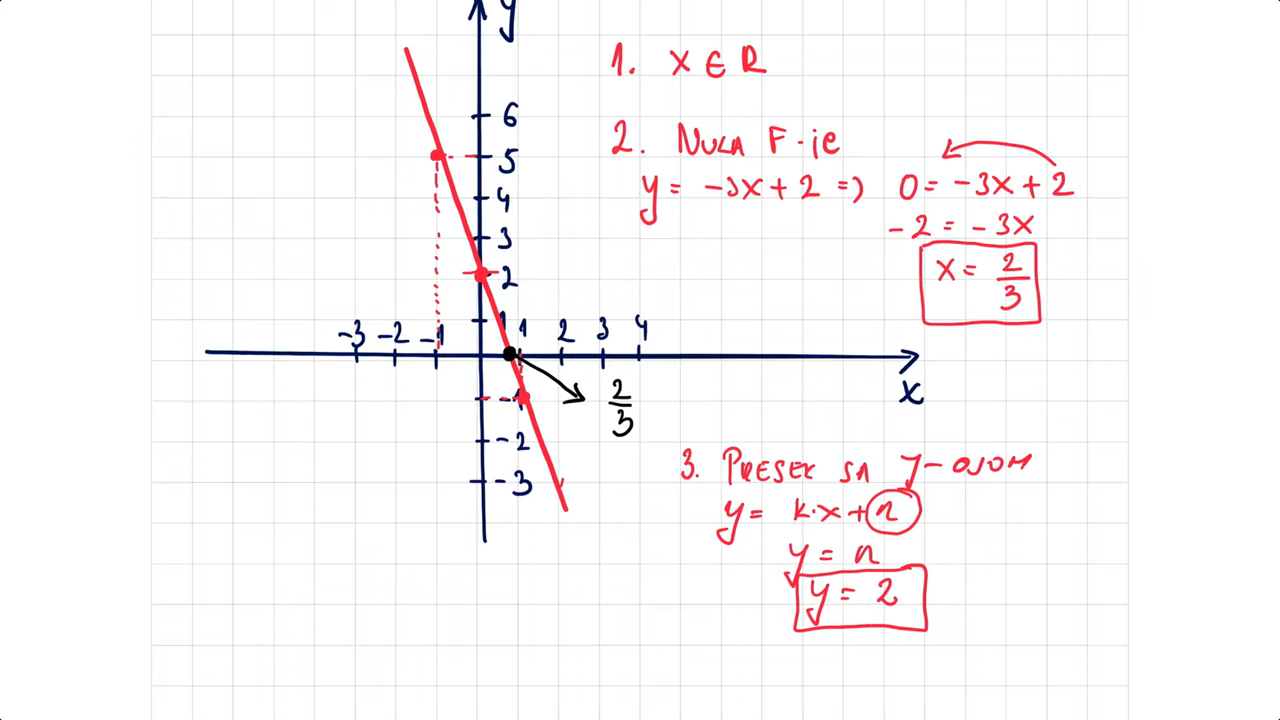 y
1. X ∈ R
6
2. NULA F-je
5
y = -3x + 2 => 0 = -3x + 2
4
-2 = -3x
3
x = 2/3
2
1
-3 -2 -1 1 2 3 4
x
-1
2/3
-2
3. PRESEK SA y-OSOM
-3
y = k·x + n
y = n
y = 2